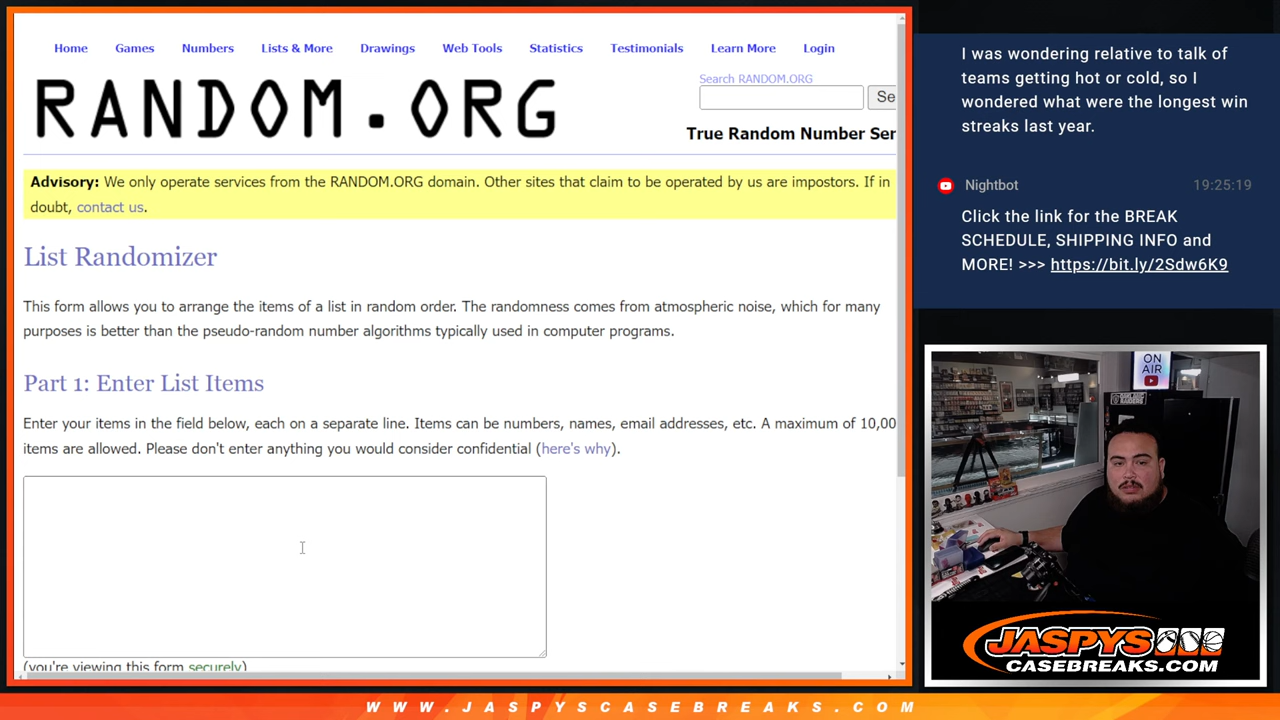 Home Games Numbers Lists & More Drawings Web Tools Statistics Testimonials Learn More Login
RANDOM.ORG
Search RANDOM.ORG
Se
True Random Number Ser
Advisory: We only operate services from the RANDOM.ORG domain. Other sites that claim to be operated by us are impostors. If in
doubt, contact us.
List Randomizer
This form allows you to arrange the items of a list in random order. The randomness comes from atmospheric noise, which for many
purposes is better than the pseudo-random number algorithms typically used in computer programs.
Part 1: Enter List Items
Enter your items in the field below, each on a separate line. Items can be numbers, names, email addresses, etc. A maximum of 10,00
items are allowed. Please don't enter anything you would consider confidential (here's why).
(you're viewing this form securely)
I was wondering relative to talk of
teams getting hot or cold, so I
wondered what were the longest win
streaks last year.
Nightbot 19:25:19
Click the link for the BREAK
SCHEDULE, SHIPPING INFO and
MORE! >>> https://bit.ly/2Sdw6K9
ON
AIR
JASPYS
CASEBREAKS.COM
WWW.JASPYSCASEBREAKS.COM